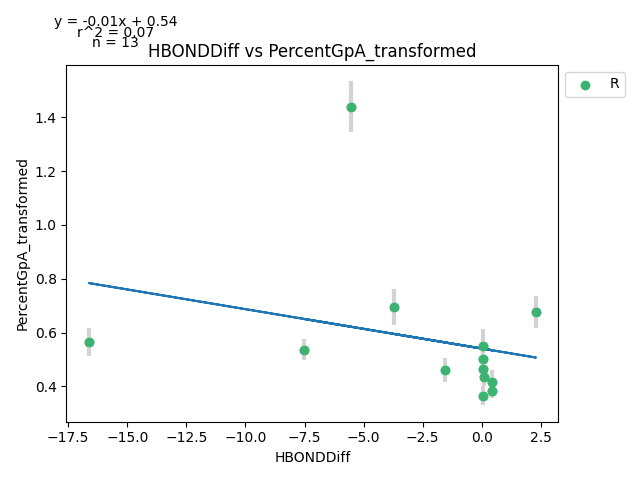 y = -0.01x + 0.54
r^2 = 0.07
n = 13
HBONDDiff vs PercentGpA_transformed
R
PercentGpA_transformed
1.4
1.2
1.0
0.8
0.6
0.4
−17.5 −15.0 −12.5 −10.0 −7.5 −5.0 −2.5 0.0 2.5
HBONDDiff